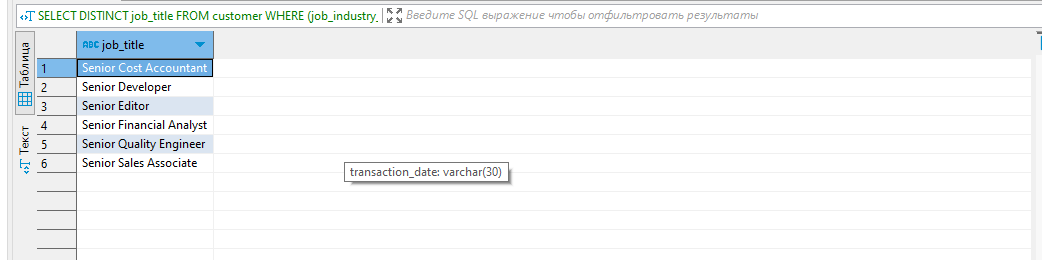 SELECT DISTINCT job_title FROM customer WHERE (job_industry_ Введите SQL выражение чтобы отфильтровать результаты
Таблица
Текст
ABC job_title
1 Senior Cost Accountant
2 Senior Developer
3 Senior Editor
4 Senior Financial Analyst
5 Senior Quality Engineer
6 Senior Sales Associate
transaction_date: varchar(30)